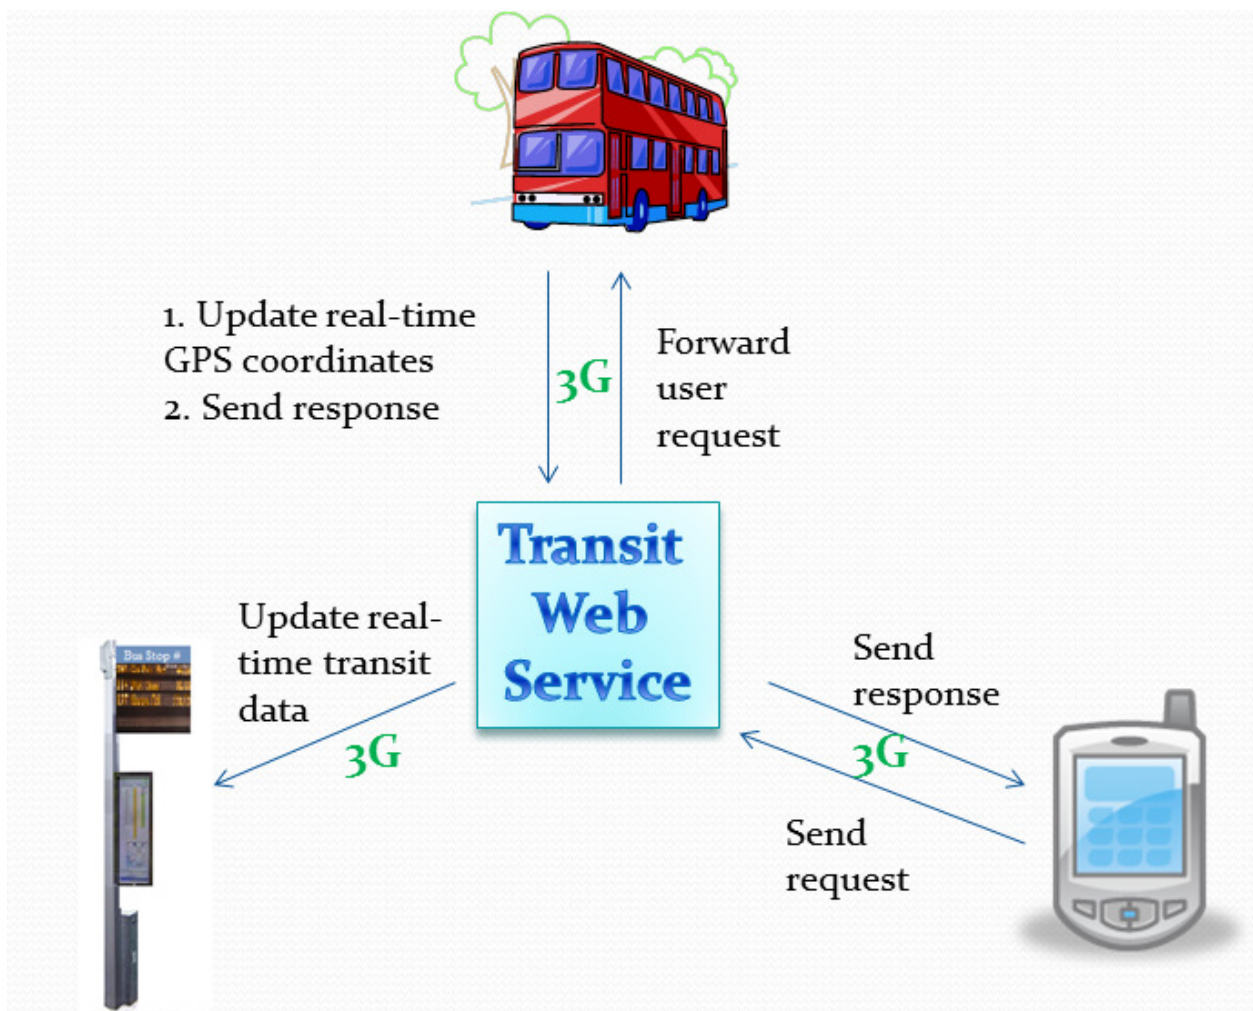 1. Update real-time
GPS coordinates
2. Send response
3G
Forward
user
request
Transit
Web
Service
Update real-
time transit
data
3G
Bus Stop #
Send
response
3G
Send
request